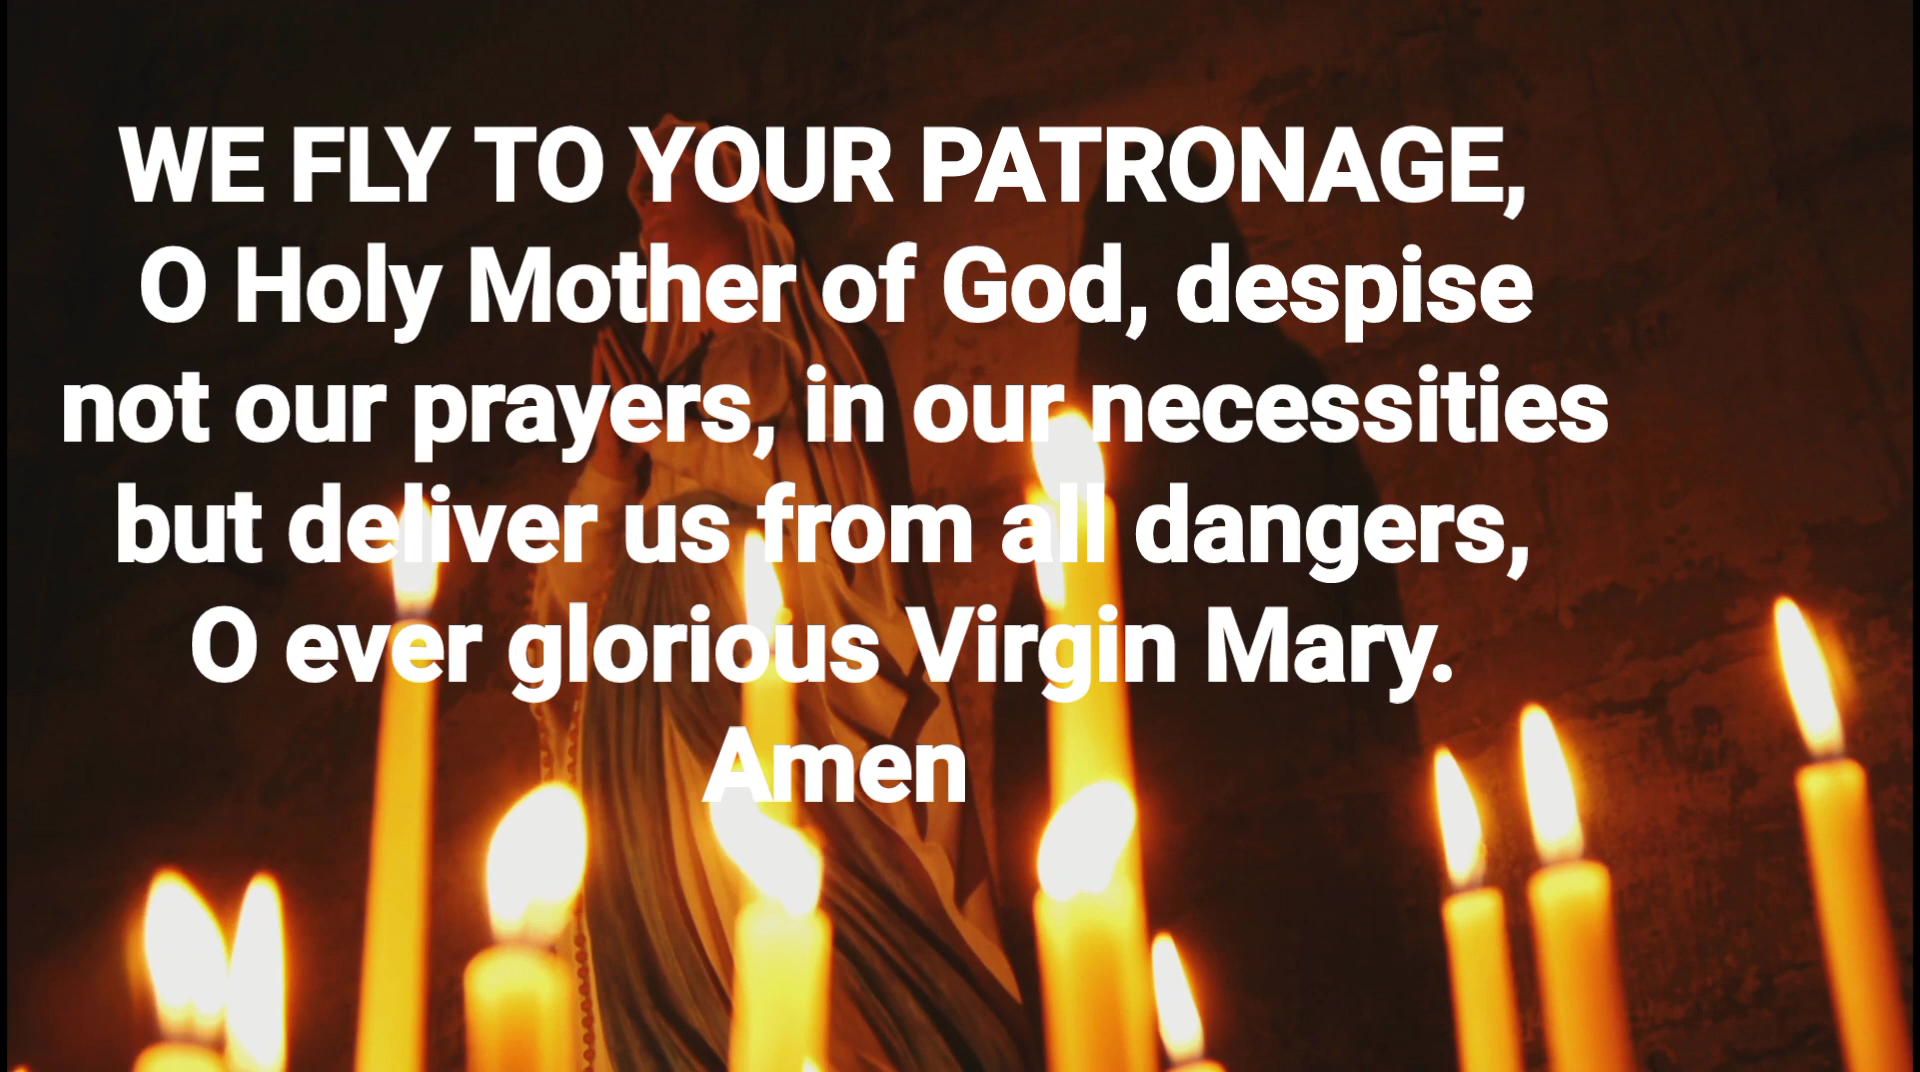 WE FLY TO YOUR PATRONAGE,
O Holy Mother of God, despise
not our prayers, in our necessities
but deliver us from all dangers,
O ever glorious Virgin Mary.
Amen